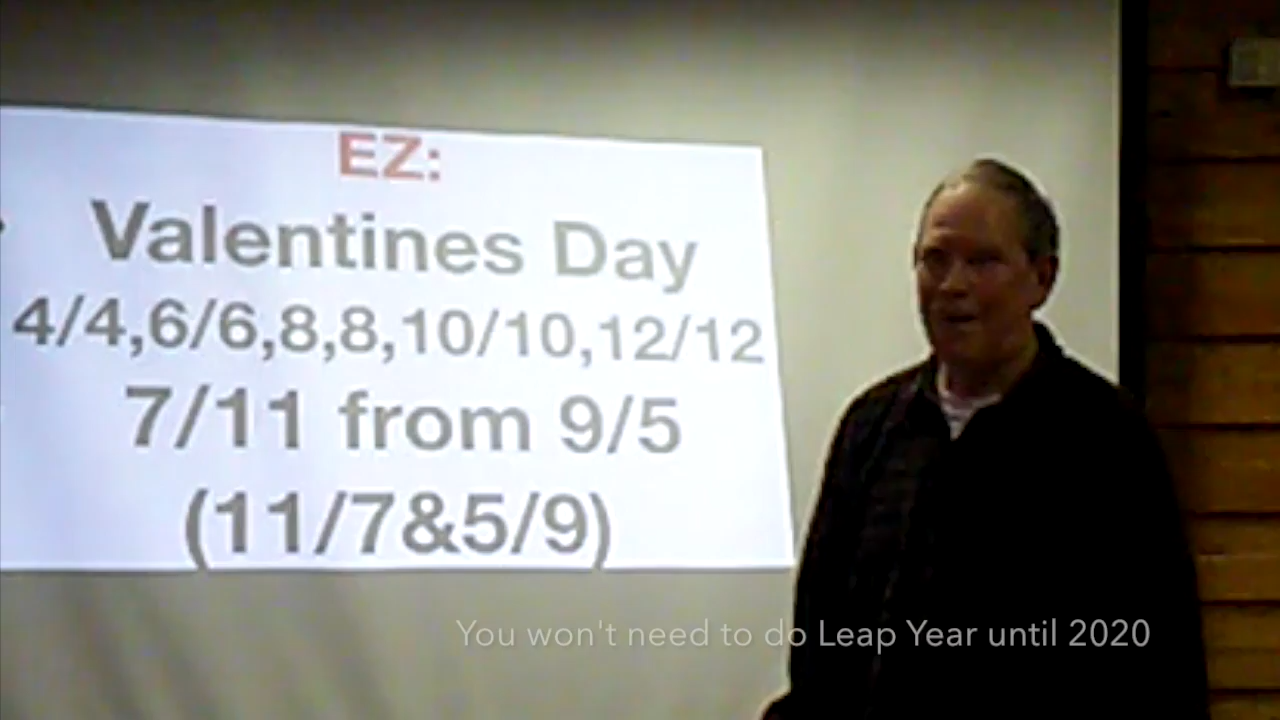 EZ:
Valentines Day
4/4,6/6,8,8,10/10,12/12
7/11 from 9/5
(11/7&5/9)
You won't need to do Leap Year until 2020